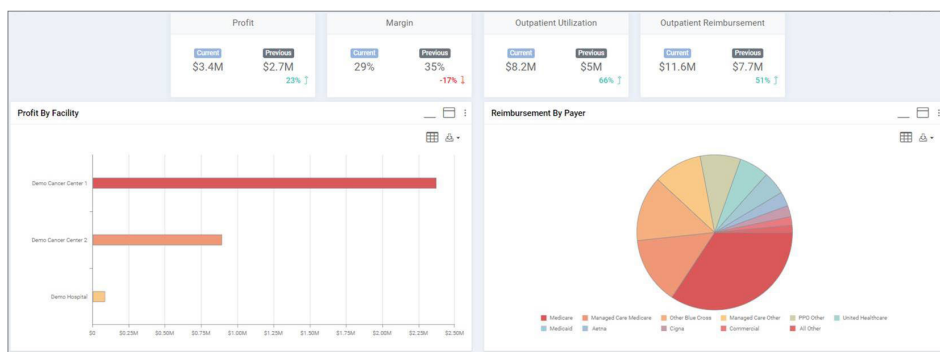 Profit Margin Outpatient Utilization Outpatient Reimbursement
Current Previous Current Previous Current Previous Current Previous
$3.4M $2.7M 29% 35% $8.2M $5M $11.6M $7.7M
23% -17% 66% 51%
Profit By Facility
Demo Cancer Center 1
Demo Cancer Center 2
Demo Hospital
$0 $0.25M $0.50M $0.75M $1.00M $1.25M $1.50M $1.75M $2.00M $2.25M $2.50M
Reimbursement By Payer
Medicare Managed Care Medicare Other Blue Cross Managed Care Other PPO Other United Healthcare
Medicaid Aetna Cigna Commercial All Other